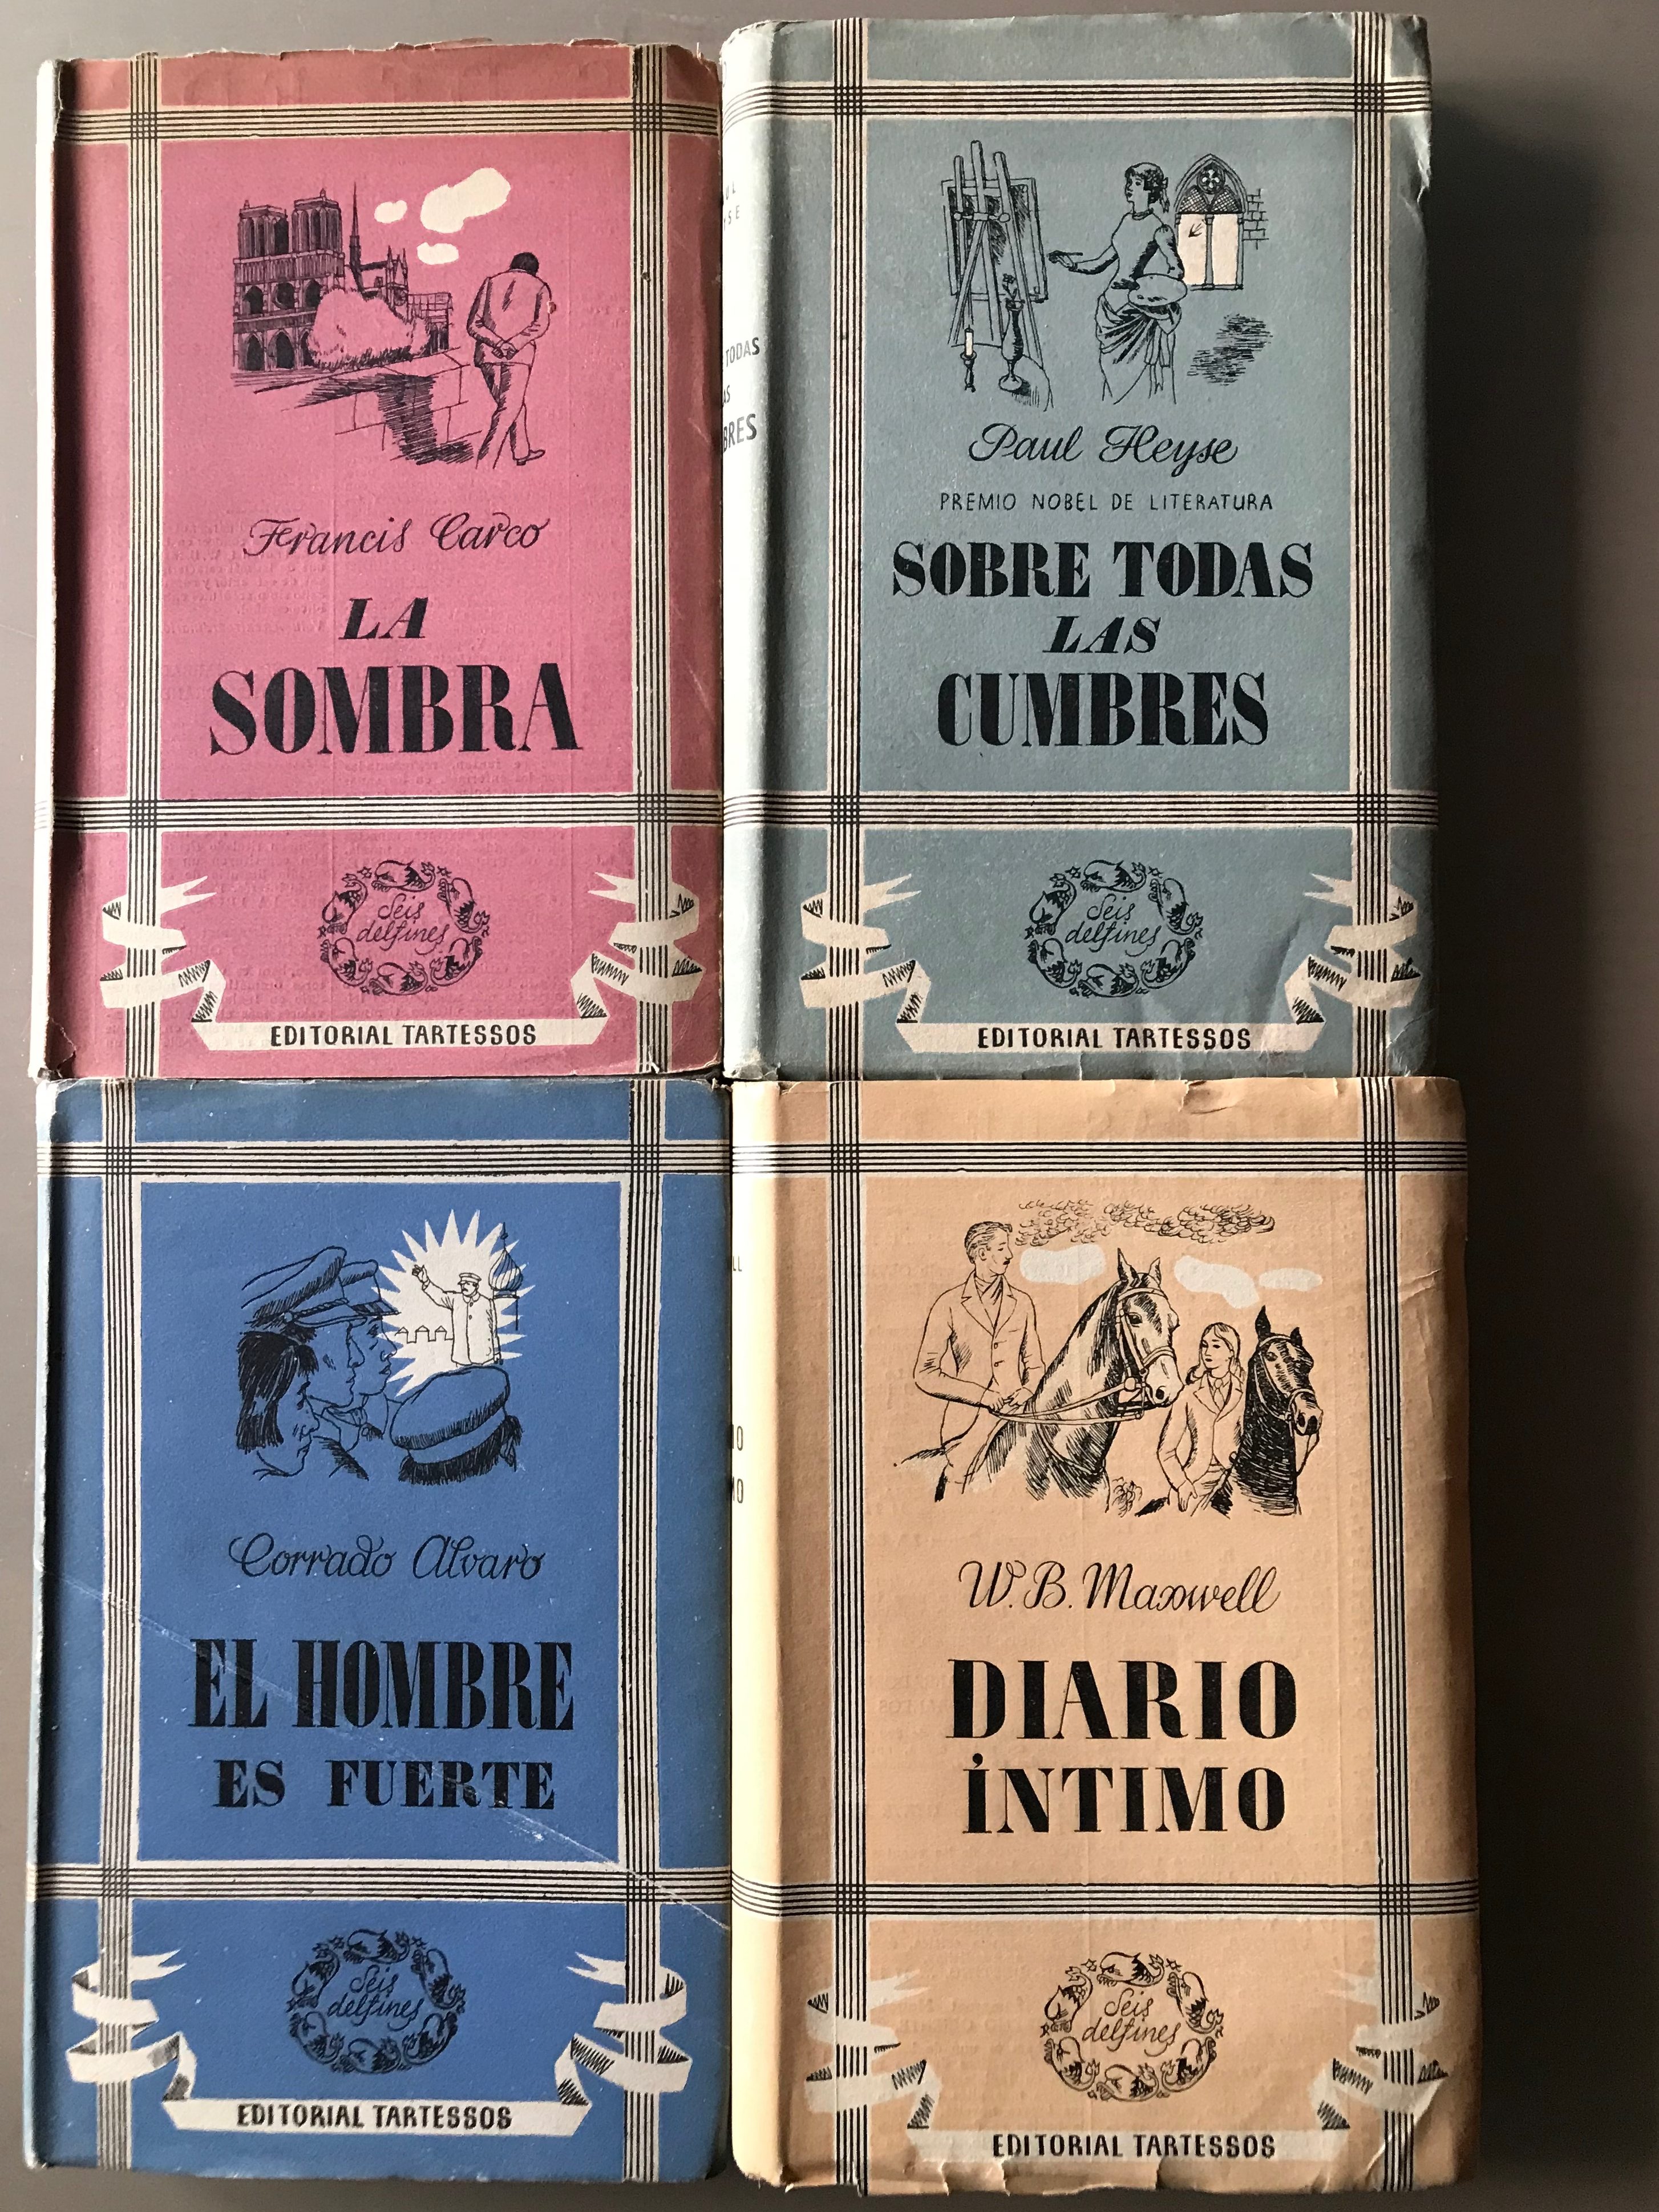 Francis Carco
LA
SOMBRA
Seis
delfines
EDITORIAL TARTESSOS
TODAS
Paul Heyse
PREMIO NOBEL DE LITERATURA
SOBRE TODAS
LAS
CUMBRES
Seis
delfines
EDITORIAL TARTESSOS
Corrado Alvaro
EL HOMBRE
ES FUERTE
Seis
delfines
EDITORIAL TARTESSOS
W. B. Maxwell
DIARIO
ÍNTIMO
Seis
delfines
EDITORIAL TARTESSOS